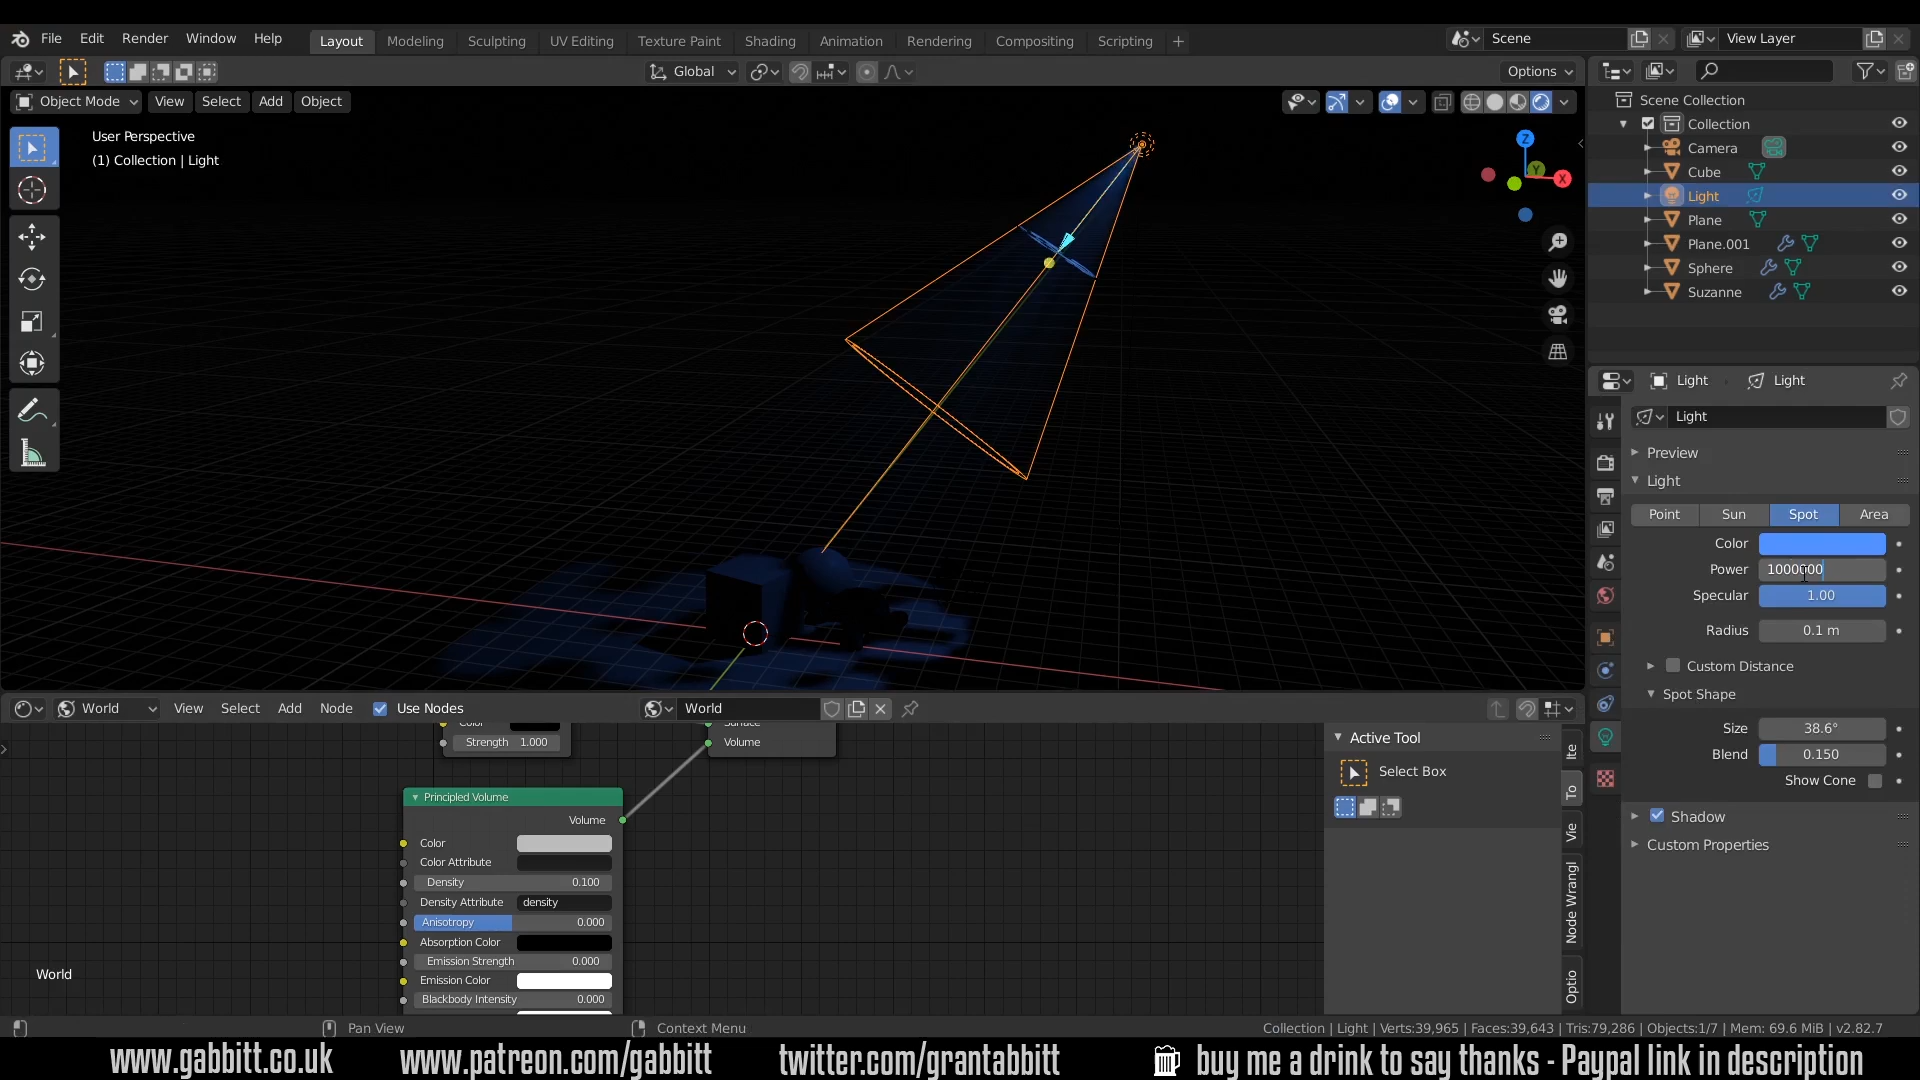 File Edit Render Window Help
Layout Modeling Sculpting UV Editing Texture Paint Shading Animation Rendering Compositing Scripting +
Scene
View Layer
Global
Options
Object Mode View Select Add Object
User Perspective
(1) Collection | Light
Z
Y
X
Scene Collection
Collection
Camera
Cube
Light
Plane
Plane.001
Sphere
Suzanne
Light Light
Light
Preview
Light
Point Sun Spot Area
Color
Power 1000000
Specular 1.00
Radius 0.1 m
Custom Distance
Spot Shape
Size 38.6°
Blend 0.150
Show Cone
Shadow
Custom Properties
World View Select Add Node Use Nodes World
Strength 1.000
Volume
Principled Volume
Volume
Color
Color Attribute
Density 0.100
Density Attribute density
Anisotropy 0.000
Absorption Color
Emission Strength 0.000
Emission Color
Blackbody Intensity 0.000
World
Active Tool
Select Box
Ite
To
Vie
Node Wrangl
Optio
Pan View
Context Menu
Collection | Light | Verts:39,965 | Faces:39,643 | Tris:79,286 | Objects:1/7 | Mem: 69.6 MiB | v2.82.7
www.gabbitt.co.uk www.patreon.com/gabbitt twitter.com/grantabbitt buy me a drink to say thanks - Paypal link in description